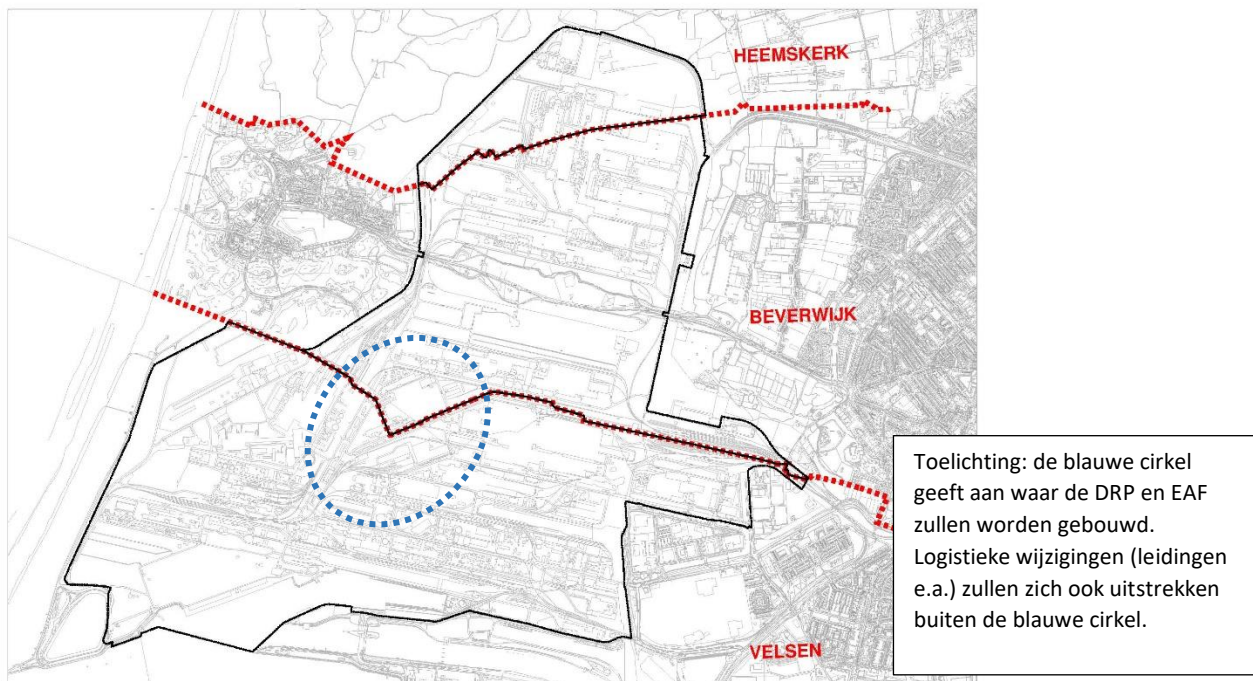 HEEMSKERK
BEVERWIJK
VELSEN
Toelichting: de blauwe cirkel
geeft aan waar de DRP en EAF
zullen worden gebouwd.
Logistieke wijzigingen (leidingen
e.a.) zullen zich ook uitstrekken
buiten de blauwe cirkel.